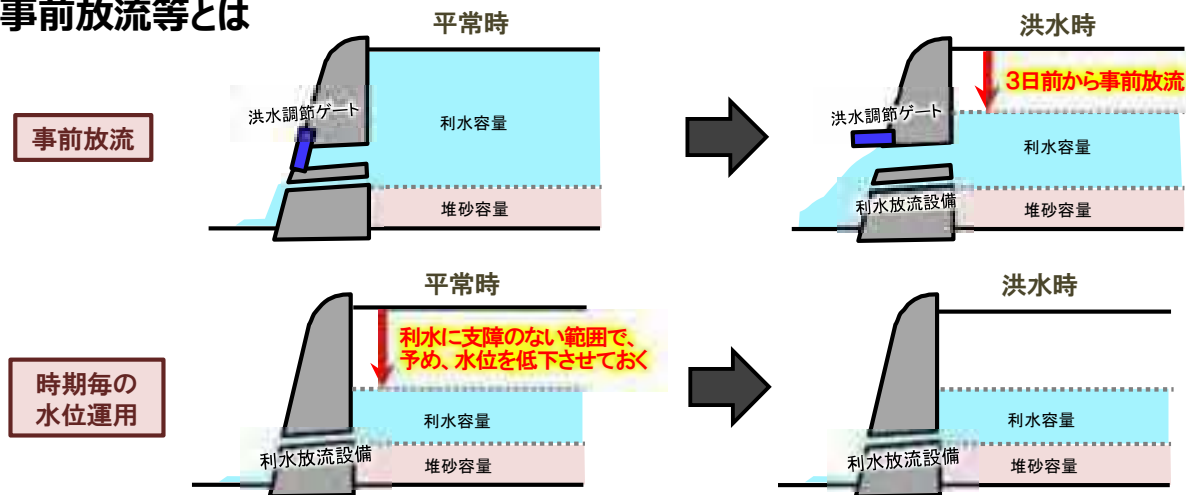 事前放流等とは
平常時
洪水時
事前放流
洪水調節ゲート
利水容量
堆砂容量
3日前から事前放流
洪水調節ゲート
利水容量
利水放流設備
堆砂容量
平常時
洪水時
時期毎の
水位運用
利水に支障のない範囲で、
予め、水位を低下させておく
利水容量
利水放流設備
堆砂容量
利水容量
利水放流設備
堆砂容量